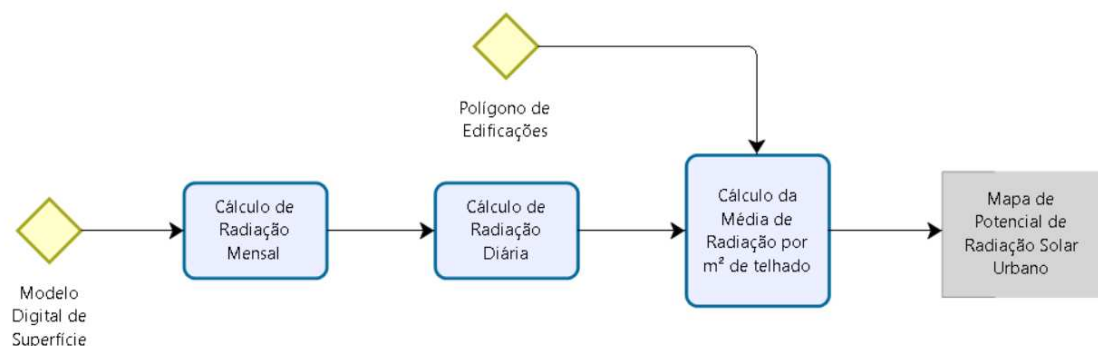 Polígono de
Edificações
Modelo
Digital de
Superfície
Cálculo de
Radiação
Mensal
Cálculo de
Radiação
Diária
Cálculo da
Média de
Radiação por
m² de telhado
Mapa de
Potencial de
Radiação Solar
Urbano